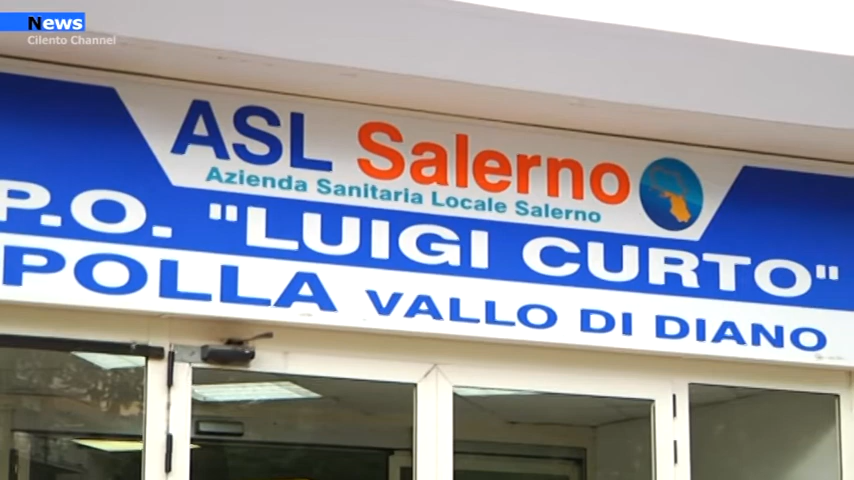 News
Cilento Channel
ASL Salerno
Azienda Sanitaria Locale Salerno
P.O. "LUIGI CURTO"
POLLA VALLO DI DIANO